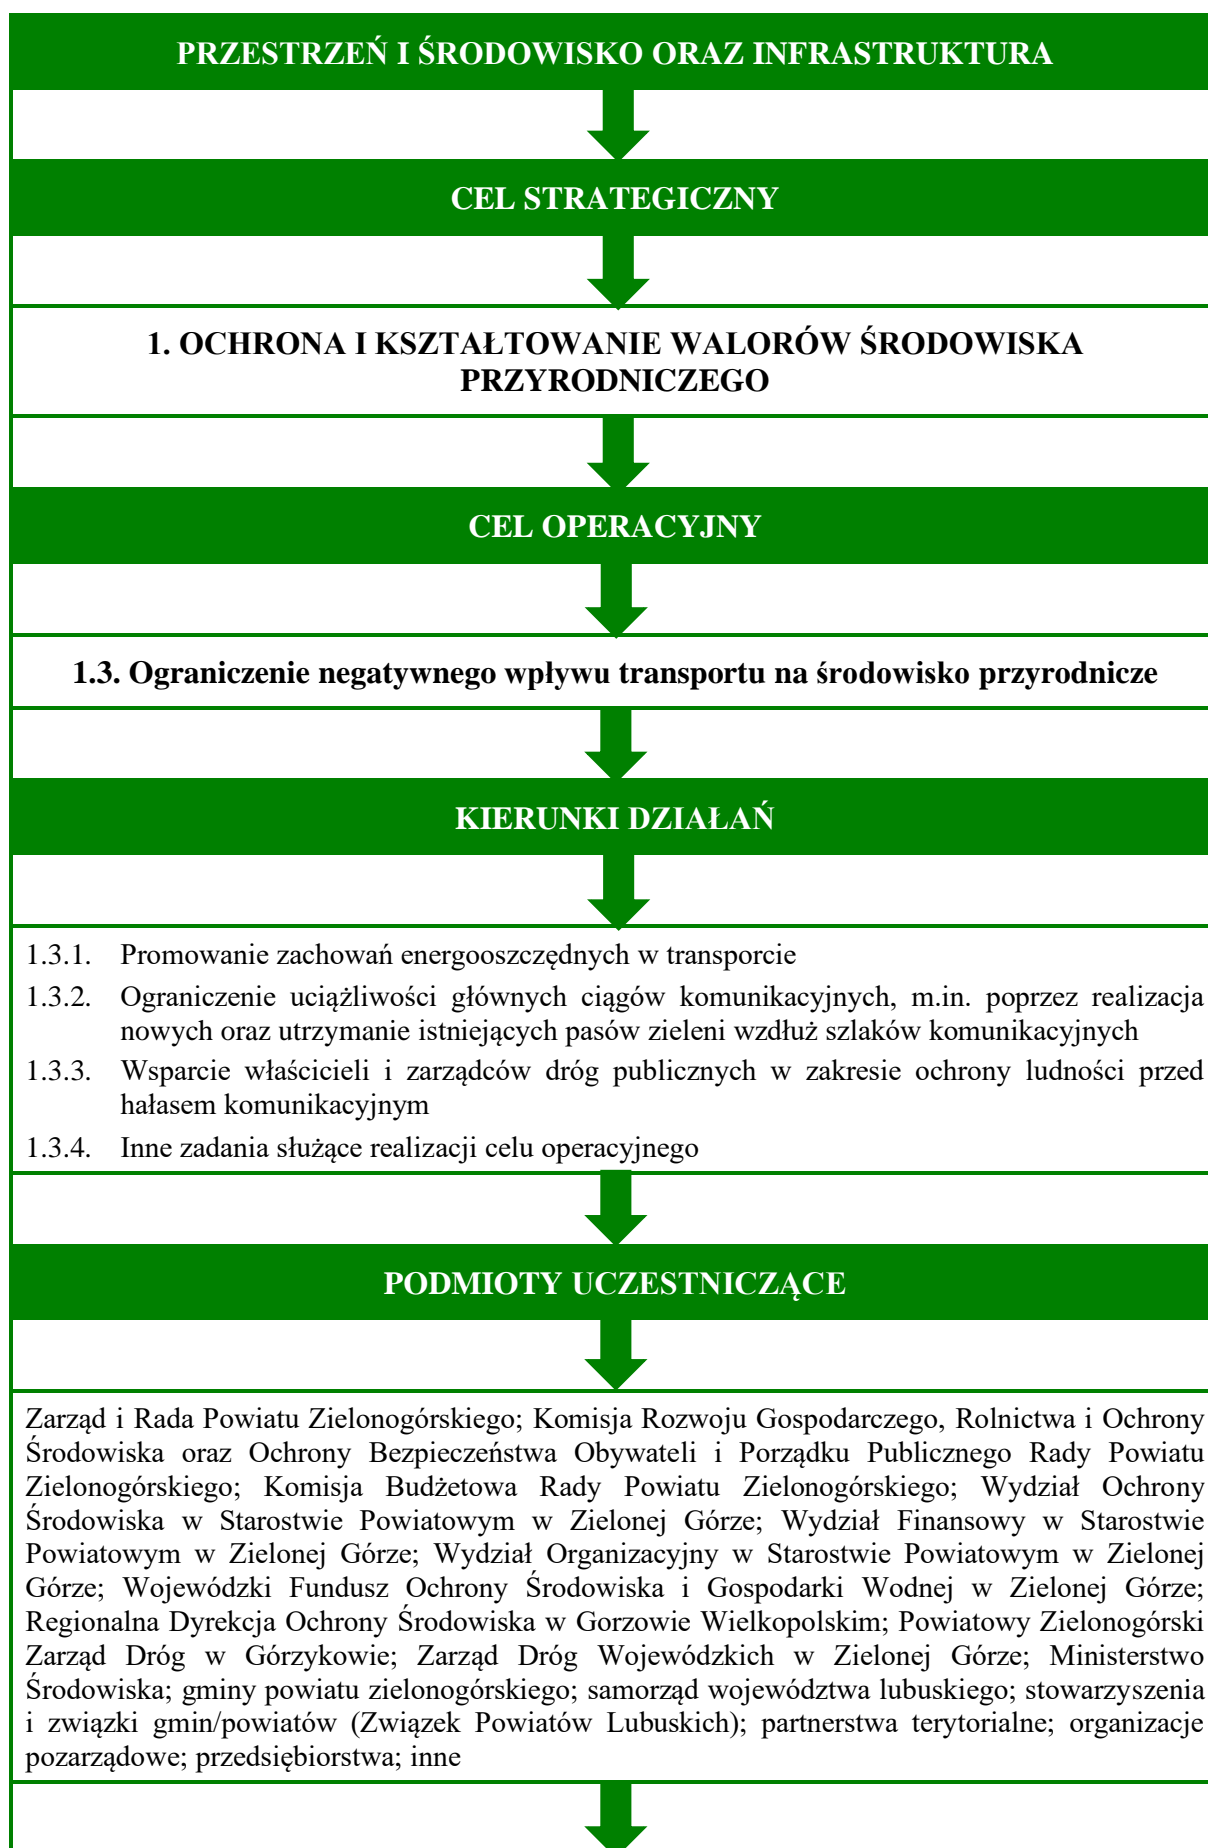 PRZESTRZEŃ I ŚRODOWISKO ORAZ INFRASTRUKTURA
CEL STRATEGICZNY
1. OCHRONA I KSZTAŁTOWANIE WALORÓW ŚRODOWISKA
PRZYRODNICZEGO
CEL OPERACYJNY
1.3. Ograniczenie negatywnego wpływu transportu na środowisko przyrodnicze
KIERUNKI DZIAŁAŃ
1.3.1. Promowanie zachowań energooszczędnych w transporcie
1.3.2. Ograniczenie uciążliwości głównych ciągów komunikacyjnych, m.in. poprzez realizacja
nowych oraz utrzymanie istniejących pasów zieleni wzdłuż szlaków komunikacyjnych
1.3.3. Wsparcie właścicieli i zarządców dróg publicznych w zakresie ochrony ludności przed
hałasem komunikacyjnym
1.3.4. Inne zadania służące realizacji celu operacyjnego
PODMIOTY UCZESTNICZĄCE
Zarząd i Rada Powiatu Zielonogórskiego; Komisja Rozwoju Gospodarczego, Rolnictwa i Ochrony
Środowiska oraz Ochrony Bezpieczeństwa Obywateli i Porządku Publicznego Rady Powiatu
Zielonogórskiego; Komisja Budżetowa Rady Powiatu Zielonogórskiego; Wydział Ochrony
Środowiska w Starostwie Powiatowym w Zielonej Górze; Wydział Finansowy w Starostwie
Powiatowym w Zielonej Górze; Wydział Organizacyjny w Starostwie Powiatowym w Zielonej
Górze; Wojewódzki Fundusz Ochrony Środowiska i Gospodarki Wodnej w Zielonej Górze;
Regionalna Dyrekcja Ochrony Środowiska w Gorzowie Wielkopolskim; Powiatowy Zielonogórski
Zarząd Dróg w Górzykowie; Zarząd Dróg Wojewódzkich w Zielonej Górze; Ministerstwo
Środowiska; gminy powiatu zielonogórskiego; samorząd województwa lubuskiego; stowarzyszenia
i związki gmin/powiatów (Związek Powiatów Lubuskich); partnerstwa terytorialne; organizacje
pozarządowe; przedsiębiorstwa; inne